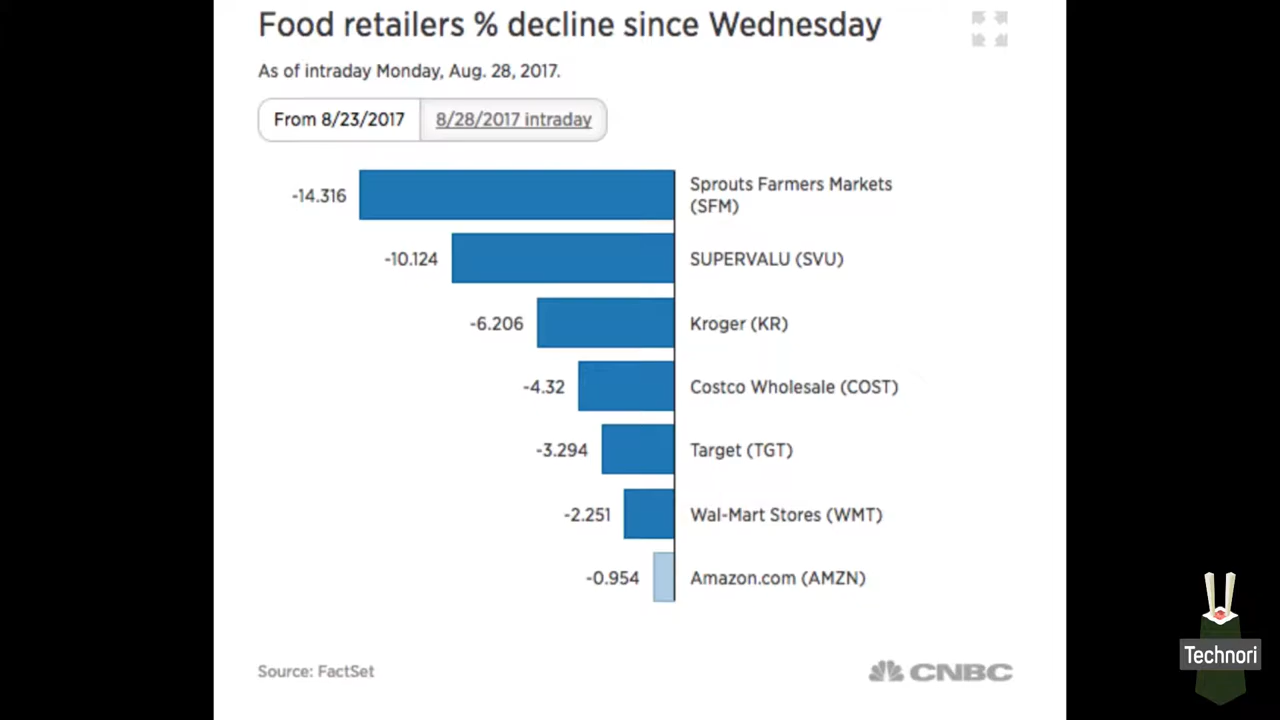 Food retailers % decline since Wednesday
As of intraday Monday, Aug. 28, 2017.
From 8/23/2017 8/28/2017 intraday
-14.316 Sprouts Farmers Markets
(SFM)
-10.124 SUPERVALU (SVU)
-6.206 Kroger (KR)
-4.32 Costco Wholesale (COST)
-3.294 Target (TGT)
-2.251 Wal-Mart Stores (WMT)
-0.954 Amazon.com (AMZN)
Source: FactSet CNBC
Technori